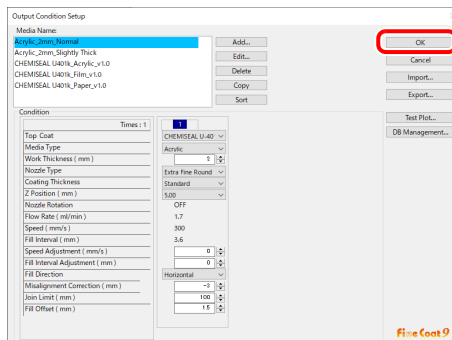 Output Condition Setup
Media Name:
Acrylic_2mm_Normal
Acrylic_2mm_Slightly Thick
CHEMISEAL U401k_Acrylic_v1.0
CHEMISEAL U401k_Film_v1.0
CHEMISEAL U401k_Paper_v1.0
Add...
Edit...
Delete
Copy
Sort
OK
Cancel
Import...
Export...
Test Plot...
DB Management...
Condition
Times : 1 1
Top Coat CHEMISEAL U-40
Media Type Acrylic
Work Thickness ( mm ) 2
Nozzle Type Extra Fine Round
Coating Thickness Standard
Z Position ( mm ) 5.00
Nozzle Rotation OFF
Flow Rate ( ml/min ) 1.7
Speed ( mm/s ) 300
Fill Interval ( mm ) 3.6
Speed Adjustment ( mm/s ) 0
Fill Interval Adjustment ( mm ) 0
Fill Direction Horizontal
Misalignment Correction ( mm ) -3
Join Limit ( mm ) 100
Fill Offset ( mm ) 1.5
Fine Coat 9